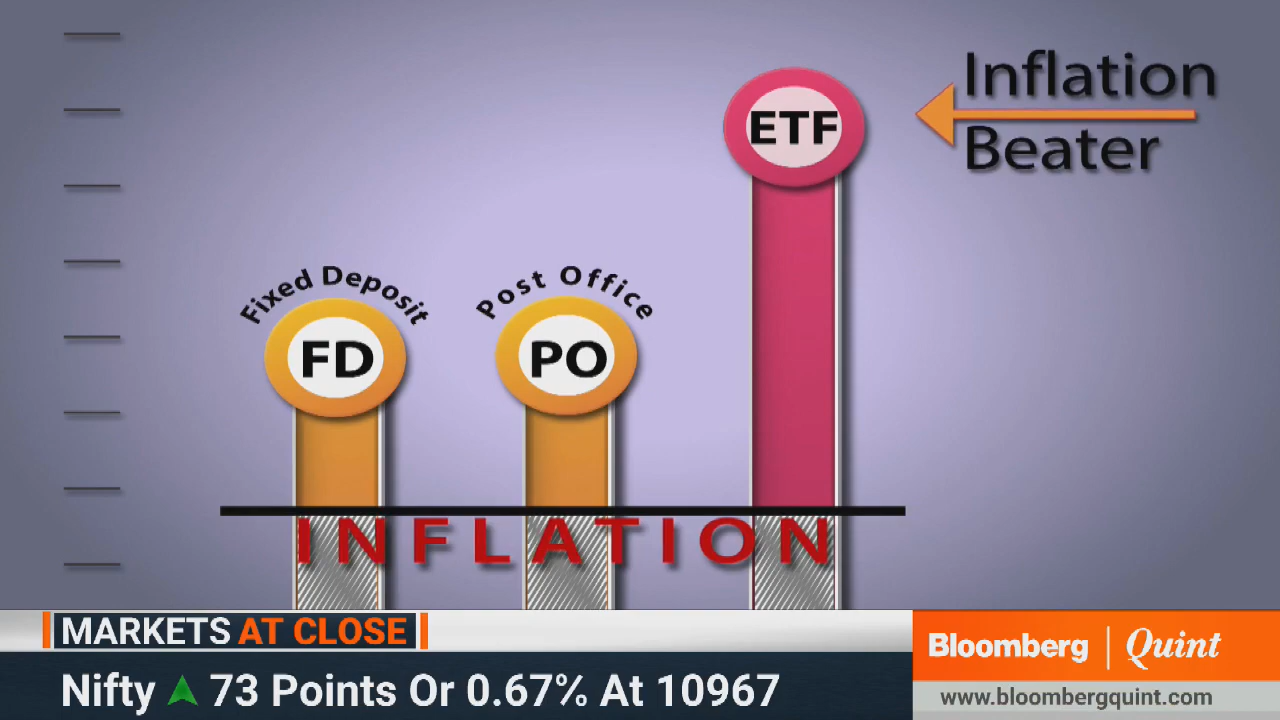 Inflation
Beater
ETF
Fixed Deposit
FD
Post Office
PO
INFLATION
MARKETS AT CLOSE
Nifty ▲ 73 Points Or 0.67% At 10967
Bloomberg | Quint
www.bloombergquint.com